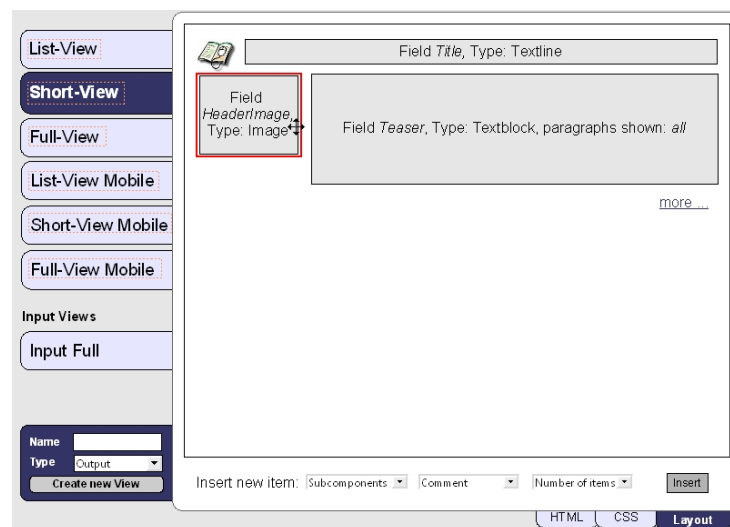 List-View
Short-View
Full-View
List-View Mobile
Short-View Mobile
Full-View Mobile
Input Views
Input Full
Name
Type Output
Create new View
Field Title, Type: Textline
Field
HeaderImage,
Type: Image
Field Teaser, Type: Textblock, paragraphs shown: all
more ...
Insert new item: Subcomponents Comment Number of items Insert
HTML CSS Layout